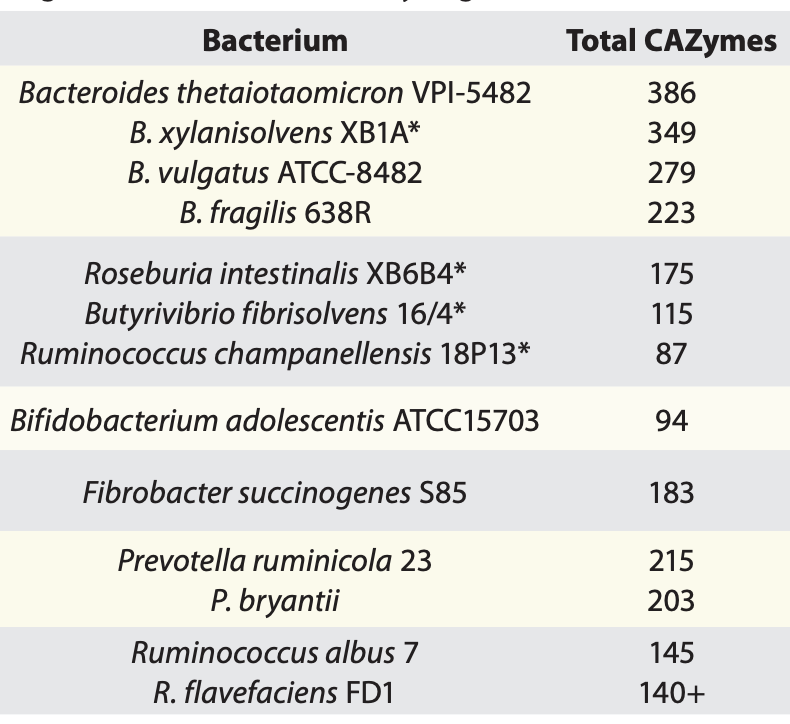 Bacterium Total CAZymes
Bacteroides thetaiotaomicron VPI-5482 386
B. xylanisolvens XB1A* 349
B. vulgatus ATCC-8482 279
B. fragilis 638R 223
Roseburia intestinalis XB6B4* 175
Butyrivibrio fibrisolvens 16/4* 115
Ruminococcus champanellensis 18P13* 87
Bifidobacterium adolescentis ATCC15703 94
Fibrobacter succinogenes S85 183
Prevotella ruminicola 23 215
P. bryantii 203
Ruminococcus albus 7 145
R. flavefaciens FD1 140+